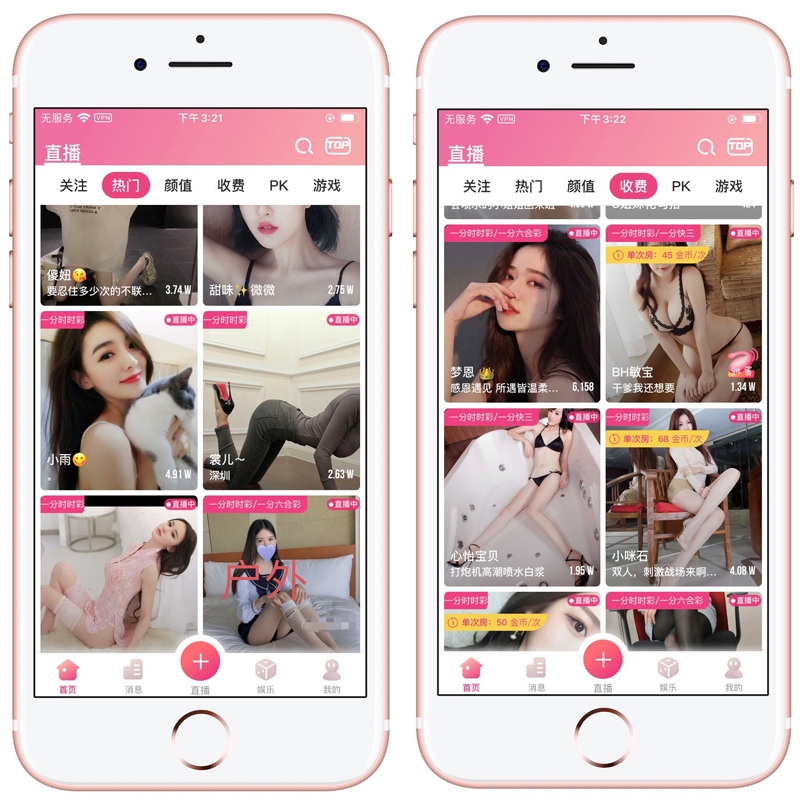 无服务 VPN 下午3:21
直播 TOP
关注 热门 颜值 收费 PK 游戏
傻妞😘
要忍住多少次的不联... 3.74 W
甜味✨微微 2.75 W
一分时时彩 直播中
小雨😋
。 4.91 W
一分时时彩 直播中
裳儿～
深圳 2.63 W
一分时时彩 直播中
一分时时彩/一分六合彩 直播中
户外
首页 消息 直播 娱乐 我的
无服务 VPN 下午3:22
直播 TOP
关注 热门 颜值 收费 PK 游戏
一分时时彩/一分六合彩 直播中
梦恩 👑
感恩遇见 所遇皆温柔... 6,158
一分时时彩/一分快三 直播中
单次房：45 金币/次
BH敏宝
干爹我还想要 1.34 W
一分时时彩/一分快三 直播中
心怡宝贝
打炮机高潮喷水白浆 1.95 W
一分时时彩 直播中
单次房：68 金币/次
小咪石
双人，刺激战场来啊... 4.08 W
一分时时彩 直播中
单次房：50 金币/次
一分时时彩/一分六合彩 直播中
首页 消息 直播 娱乐 我的